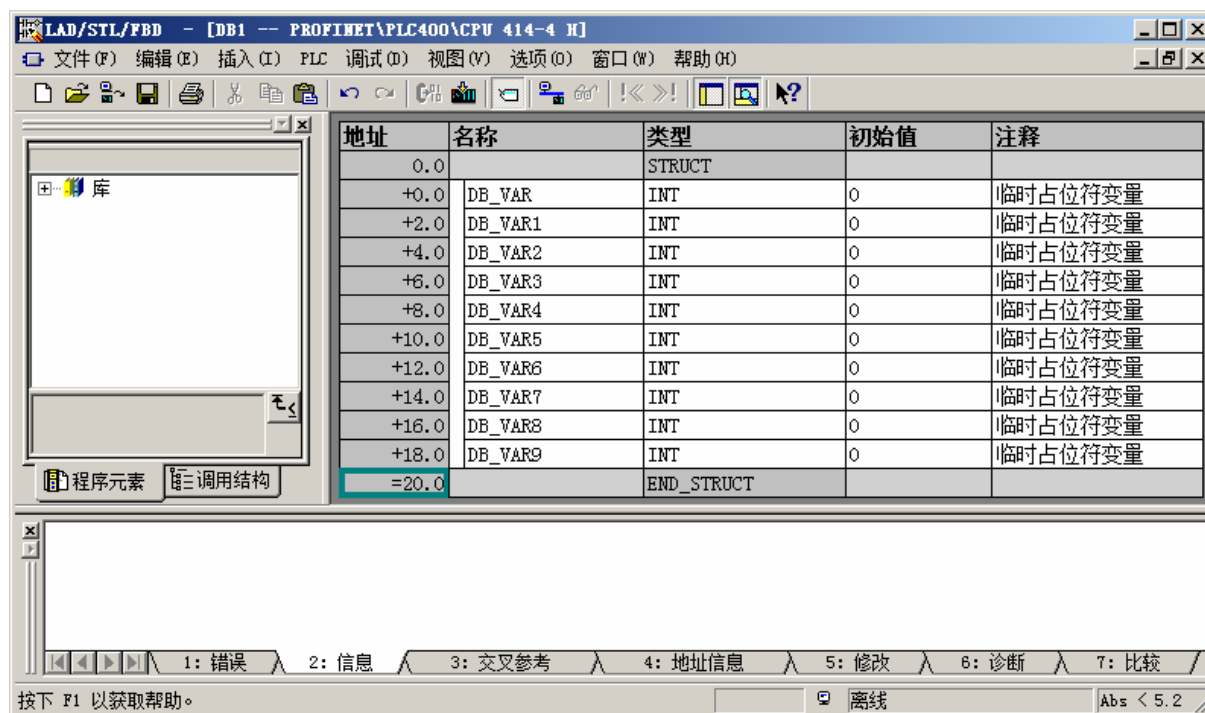 LAD/STL/FBD - [DB1 -- PROFINET\PLC400\CPU 414-4 H]
文件(F) 编辑(E) 插入(I) PLC 调试(D) 视图(V) 选项(O) 窗口(W) 帮助(H)
库
程序元素 调用结构
地址 名称 类型 初始值 注释
0.0 STRUCT
+0.0 DB_VAR INT 0 临时占位符变量
+2.0 DB_VAR1 INT 0 临时占位符变量
+4.0 DB_VAR2 INT 0 临时占位符变量
+6.0 DB_VAR3 INT 0 临时占位符变量
+8.0 DB_VAR4 INT 0 临时占位符变量
+10.0 DB_VAR5 INT 0 临时占位符变量
+12.0 DB_VAR6 INT 0 临时占位符变量
+14.0 DB_VAR7 INT 0 临时占位符变量
+16.0 DB_VAR8 INT 0 临时占位符变量
+18.0 DB_VAR9 INT 0 临时占位符变量
=20.0 END_STRUCT
1: 错误 2: 信息 3: 交叉参考 4: 地址信息 5: 修改 6: 诊断 7: 比较
按下 F1 以获取帮助。 离线 Abs < 5.2